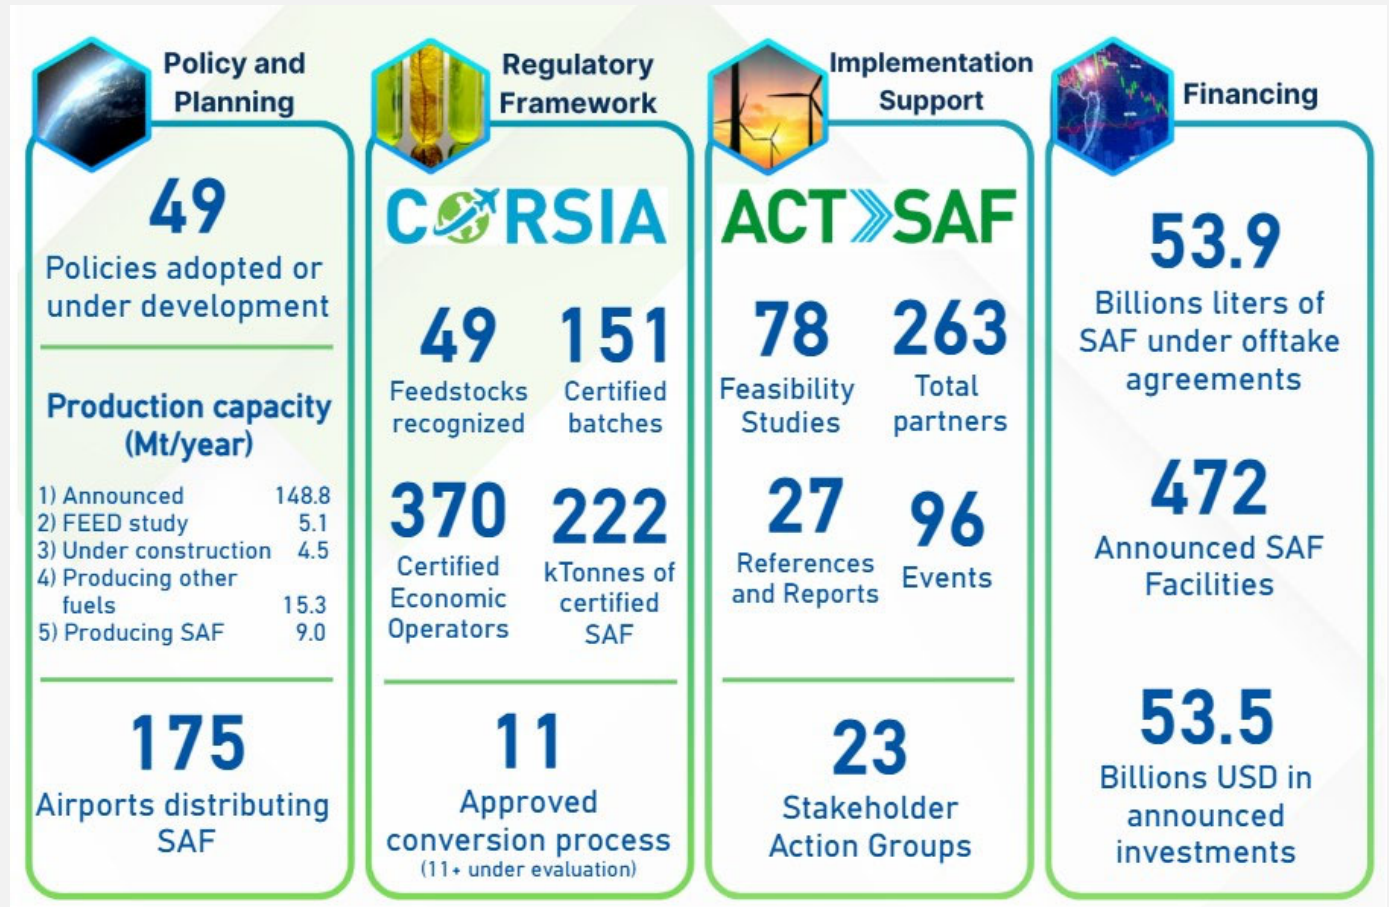 Policy and
Planning
49
Policies adopted or
under development
Production capacity
(Mt/year)
1) Announced 148.8
2) FEED study 5.1
3) Under construction 4.5
4) Producing other
fuels 15.3
5) Producing SAF 9.0
175
Airports distributing
SAF
Regulatory
Framework
CORSIA
49 151
Feedstocks Certified
recognized batches
370 222
Certified kTonnes of
Economic certified
Operators SAF
11
Approved
conversion process
(11+ under evaluation)
Implementation
Support
ACT SAF
78 263
Feasibility Total
Studies partners
27 96
References Events
and Reports
23
Stakeholder
Action Groups
Financing
53.9
Billions liters of
SAF under offtake
agreements
472
Announced SAF
Facilities
53.5
Billions USD in
announced
investments